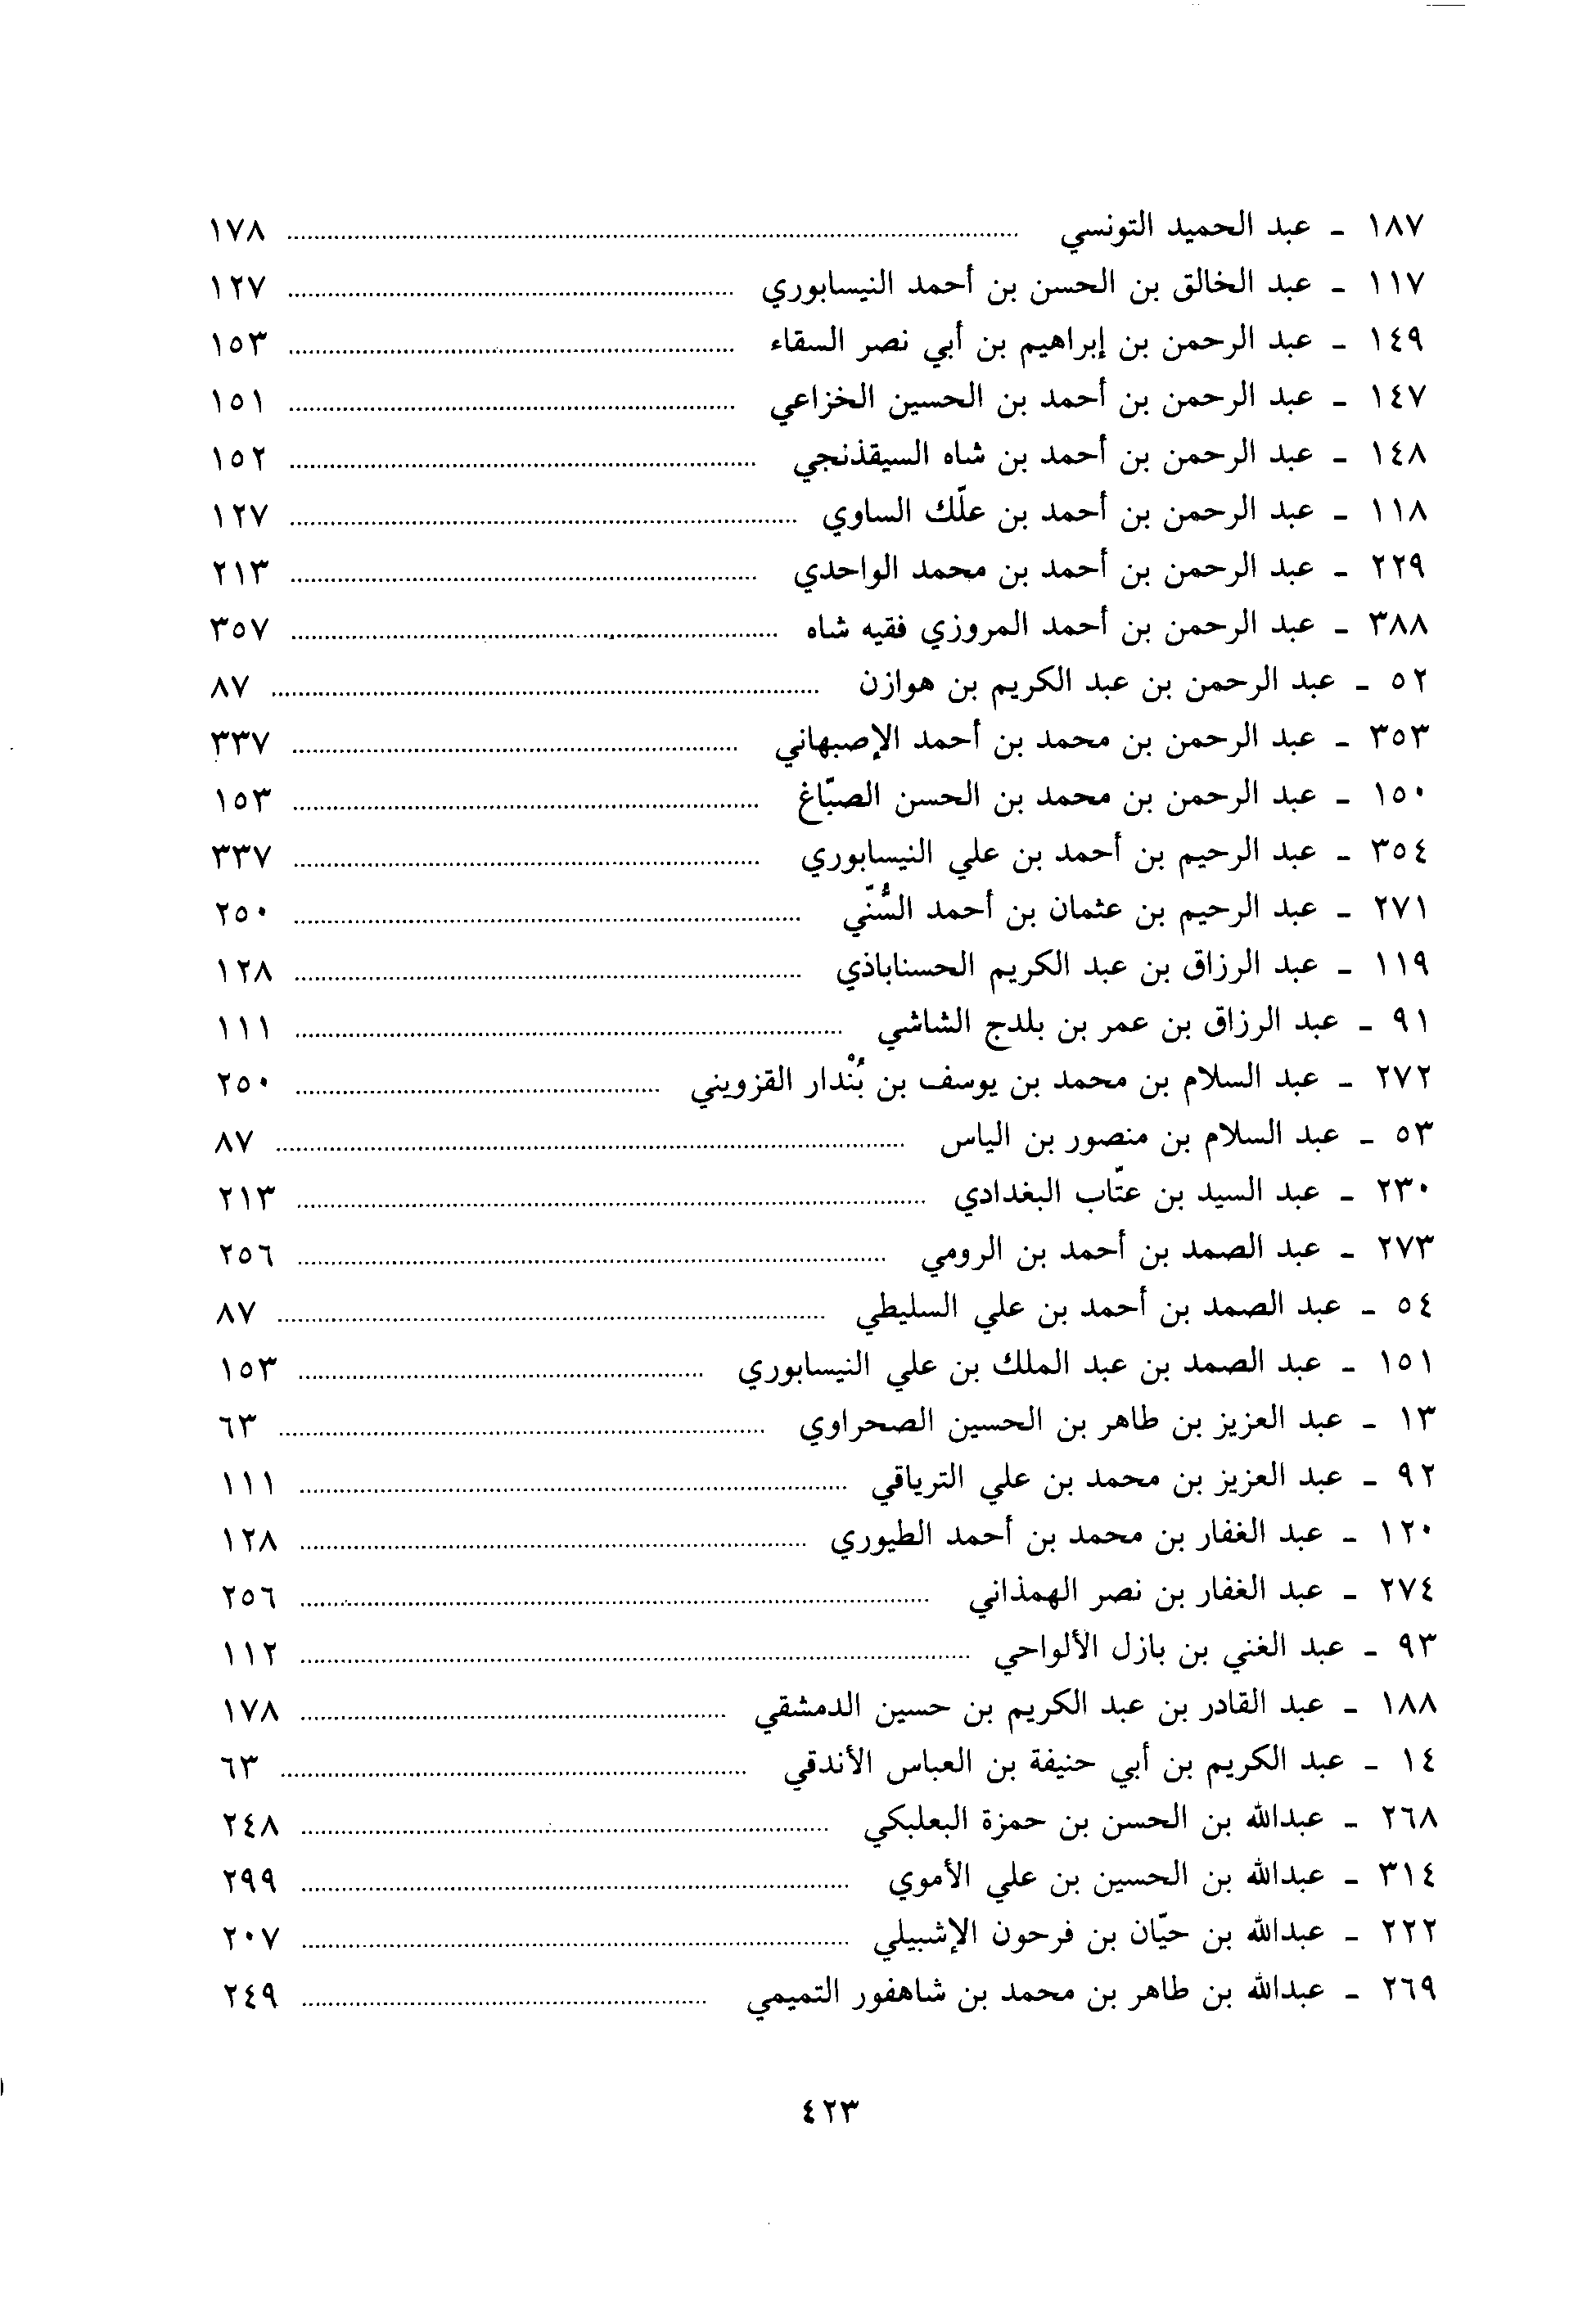 ١٨٧ - عبد الحميد التونسي ........ ١٧٨
١١٧ - عبد الخالق بن الحسن بن أحمد النيسابوري ........ ١٢٧
١٤٩ - عبد الرحمن بن إبراهيم بن أبي نصر السقاء ........ ١٥٣
١٤٧ - عبد الرحمن بن أحمد بن الحسين الخزاعي ........ ١٥١
١٤٨ - عبد الرحمن بن أحمد بن شاه السيقذنجي ........ ١٥٢
١١٨ - عبد الرحمن بن أحمد بن علّك الساوي ........ ١٢٧
٢٢٩ - عبد الرحمن بن أحمد بن محمد الواحدي ........ ٢١٣
٣٨٨ - عبد الرحمن بن أحمد المروزي فقيه شاه ........ ٣٥٧
٥٢ - عبد الرحمن بن عبد الكريم بن هوازن ........ ٨٧
٣٥٣ - عبد الرحمن بن محمد بن أحمد الإصبهاني ........ ٣٣٧
١٥٠ - عبد الرحمن بن محمد بن الحسن الصبّاغ ........ ١٥٣
٣٥٤ - عبد الرحيم بن أحمد بن علي النيسابوري ........ ٣٣٧
٢٧١ - عبد الرحيم بن عثمان بن أحمد السُّنّي ........ ٢٥٠
١١٩ - عبد الرزاق بن عبد الكريم الحسناباذي ........ ١٢٨
٩١ - عبد الرزاق بن عمر بن بلدج الشاشي ........ ١١١
٢٧٢ - عبد السلام بن محمد بن يوسف بن بُنْدار القزويني ........ ٢٥٠
٥٣ - عبد السلام بن منصور بن الياس ........ ٨٧
٢٣٠ - عبد السيد بن عتّاب البغدادي ........ ٢١٣
٢٧٣ - عبد الصمد بن أحمد بن الرومي ........ ٢٥٦
٥٤ - عبد الصمد بن أحمد بن علي السليطي ........ ٨٧
١٥١ - عبد الصمد بن عبد الملك بن علي النيسابوري ........ ١٥٣
١٣ - عبد العزيز بن طاهر بن الحسين الصحراوي ........ ٦٣
٩٢ - عبد العزيز بن محمد بن علي الترياقي ........ ١١١
١٢٠ - عبد الغفار بن محمد بن أحمد الطيوري ........ ١٢٨
٢٧٤ - عبد الغفار بن نصر الهمذاني ........ ٢٥٦
٩٣ - عبد الغني بن بازل الألواحي ........ ١١٢
١٨٨ - عبد القادر بن عبد الكريم بن حسين الدمشقي ........ ١٧٨
١٤ - عبد الكريم بن أبي حنيفة بن العباس الأندقي ........ ٦٣
٢٦٨ - عبدالله بن الحسن بن حمزة البعلبكي ........ ٢٤٨
٣١٤ - عبدالله بن الحسين بن علي الأموي ........ ٢٩٩
٢٢٢ - عبدالله بن حيّان بن فرحون الإشبيلي ........ ٢٠٧
٢٦٩ - عبدالله بن طاهر بن محمد بن شاهفور التميمي ........ ٢٤٩
٤٢٣